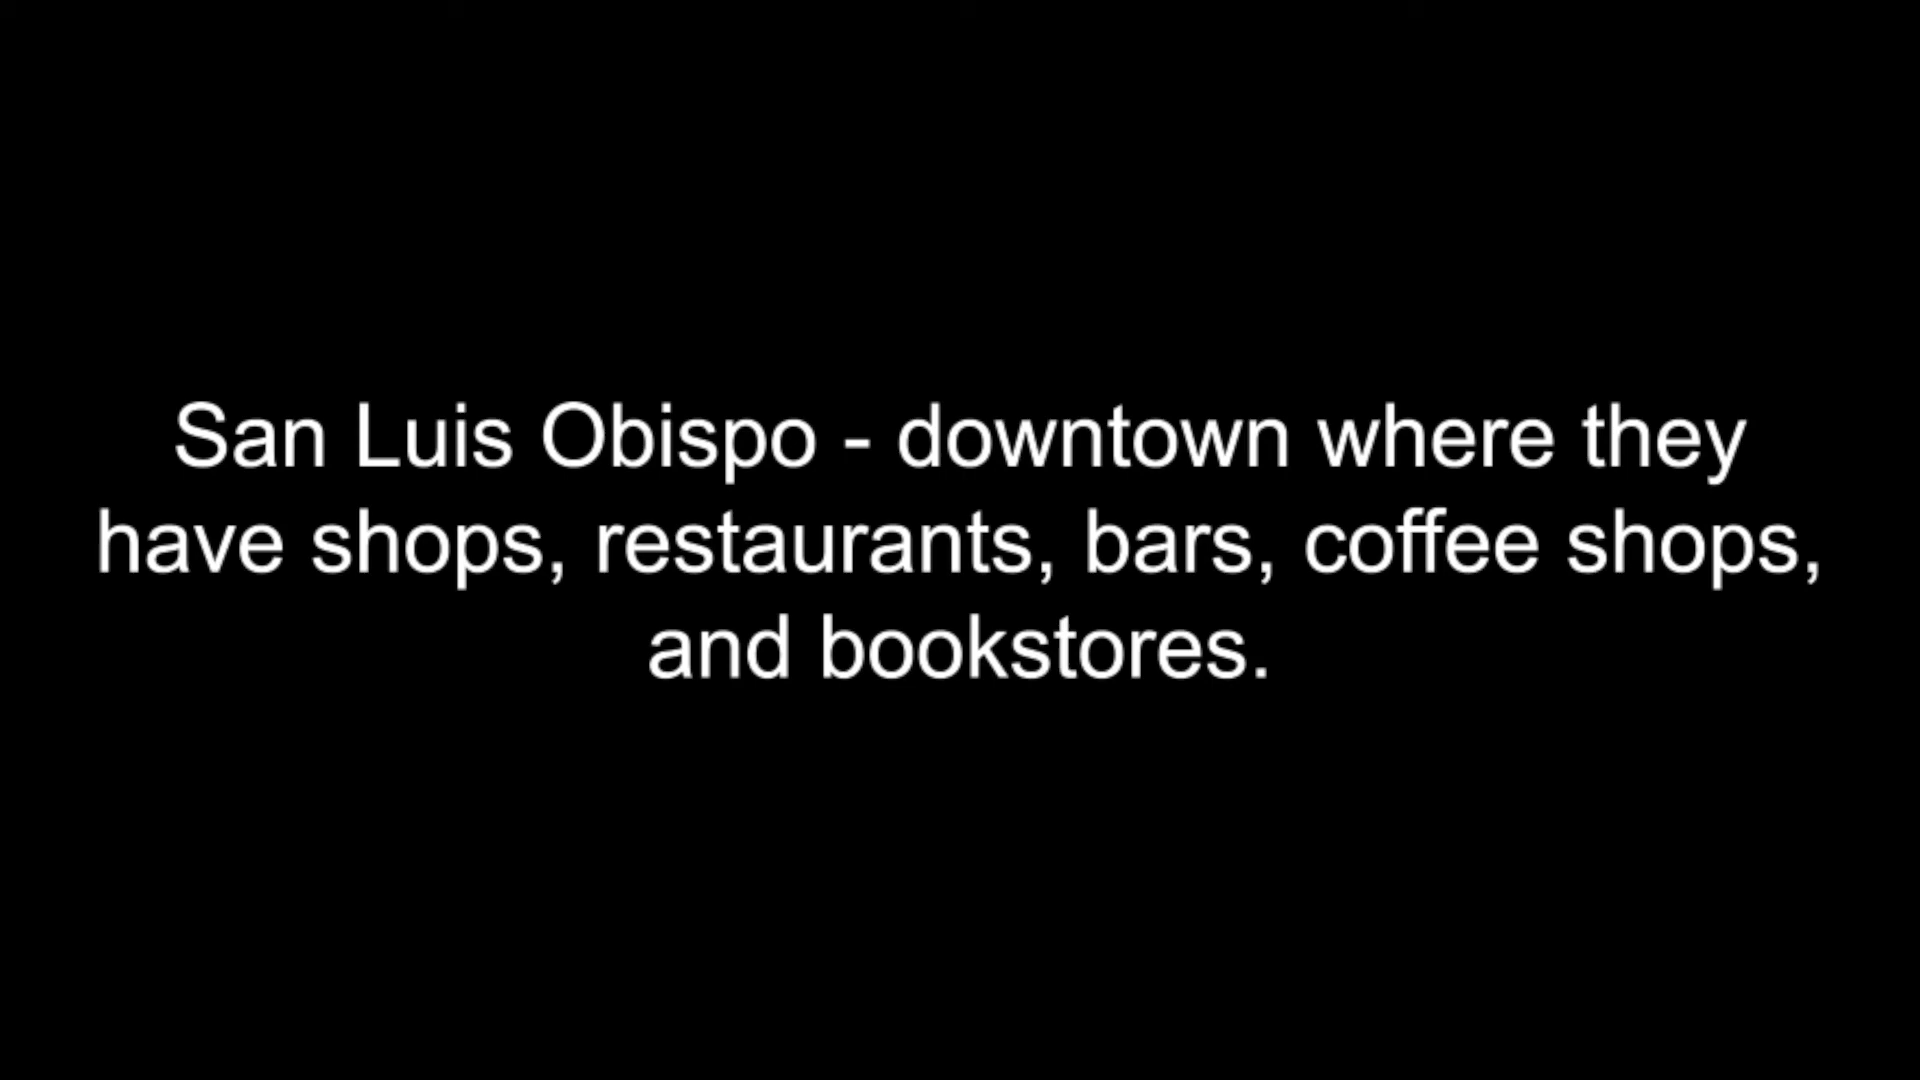 San Luis Obispo - downtown where they
have shops, restaurants, bars, coffee shops,
and bookstores.